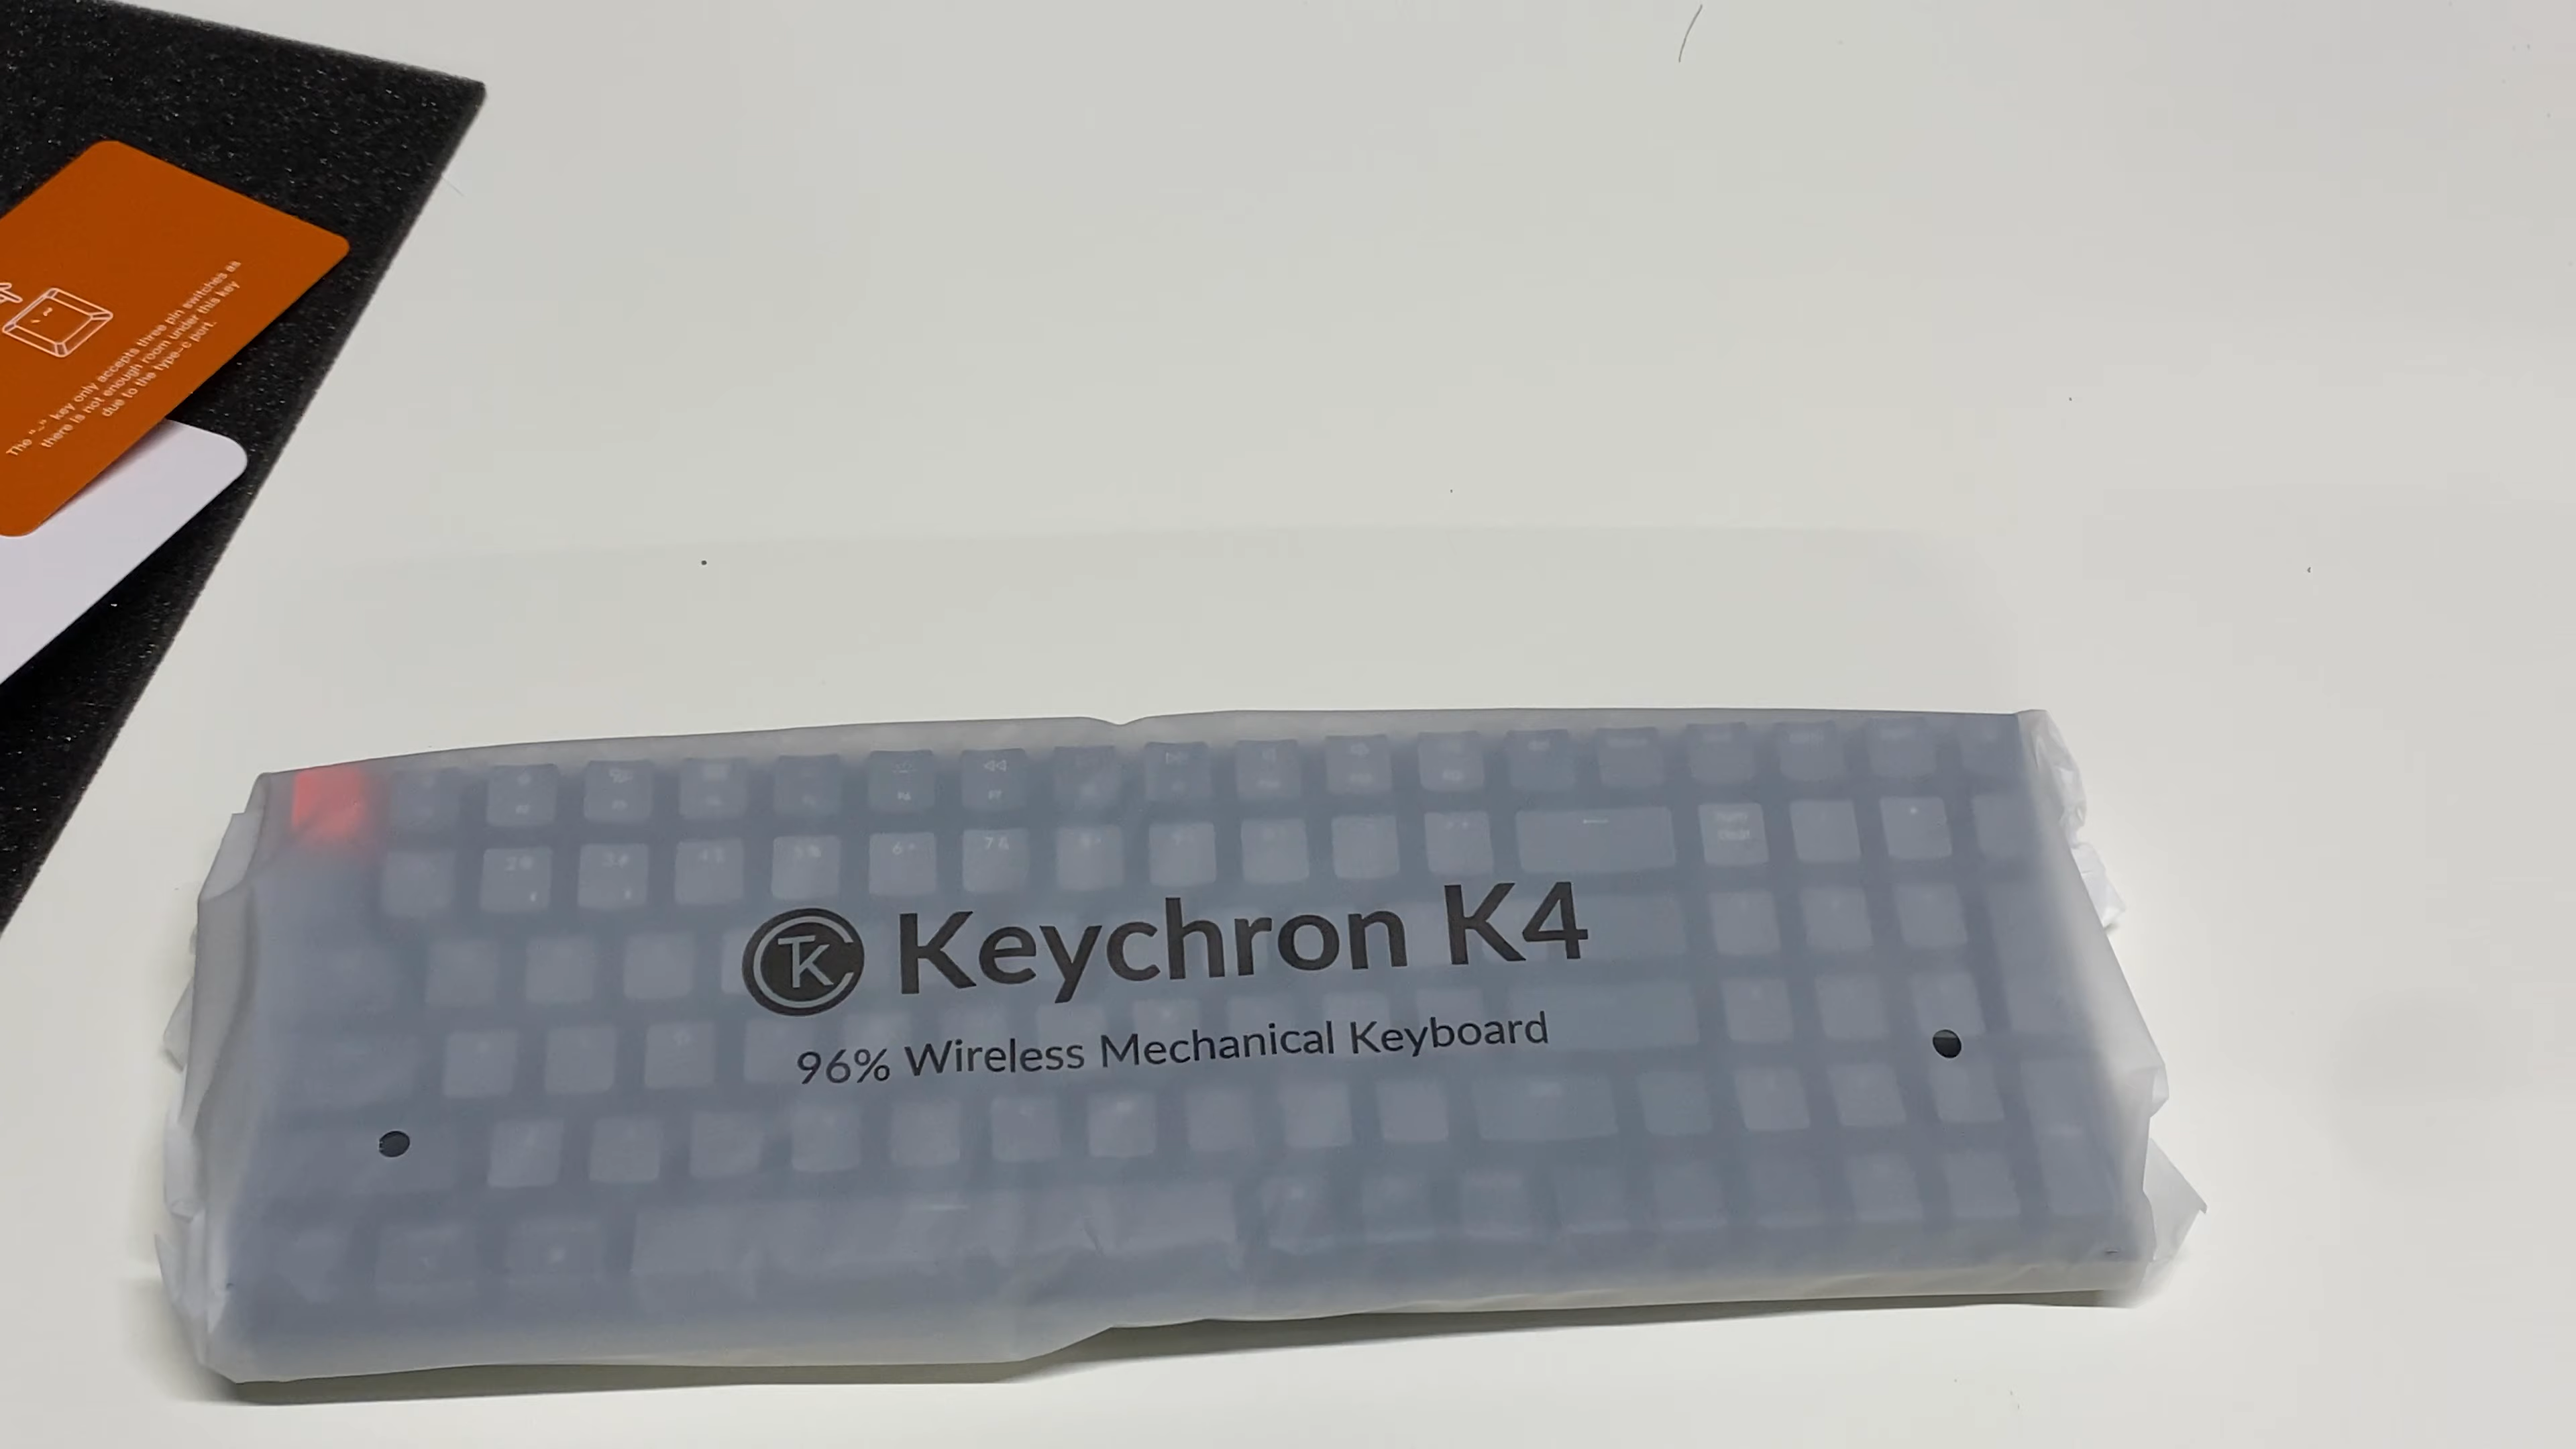 The "~" key only accepts three pin switches as
there is not enough room under this key
due to the type-c port.
Keychron K4
96% Wireless Mechanical Keyboard